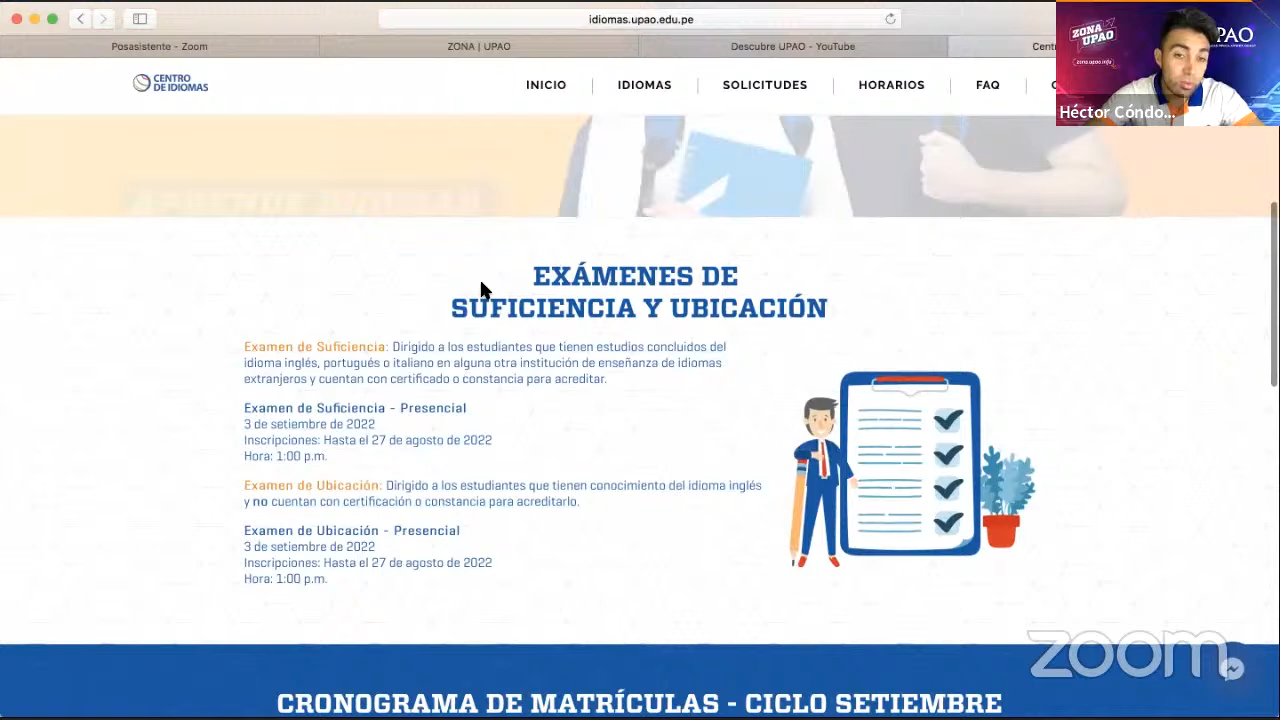 idiomas.upao.edu.pe
Posasistente - Zoom
ZONA | UPAO
Descubre UPAO - YouTube
ZONA
UPAO
zona.upao.info
Héctor Cóndo...
CENTRO
DE IDIOMAS
INICIO
IDIOMAS
SOLICITUDES
HORARIOS
FAQ
EXÁMENES DE
SUFICIENCIA Y UBICACIÓN
Examen de Suficiencia: Dirigido a los estudiantes que tienen estudios concluidos del
idioma inglés, portugués o italiano en alguna otra institución de enseñanza de idiomas
extranjeros y cuentan con certificado o constancia para acreditar.
Examen de Suficiencia - Presencial
3 de setiembre de 2022
Inscripciones: Hasta el 27 de agosto de 2022
Hora: 1:00 p.m.
Examen de Ubicación: Dirigido a los estudiantes que tienen conocimiento del idioma inglés
y no cuentan con certificación o constancia para acreditarlo.
Examen de Ubicación - Presencial
3 de setiembre de 2022
Inscripciones: Hasta el 27 de agosto de 2022
Hora: 1:00 p.m.
zoom
CRONOGRAMA DE MATRÍCULAS - CICLO SETIEMBRE